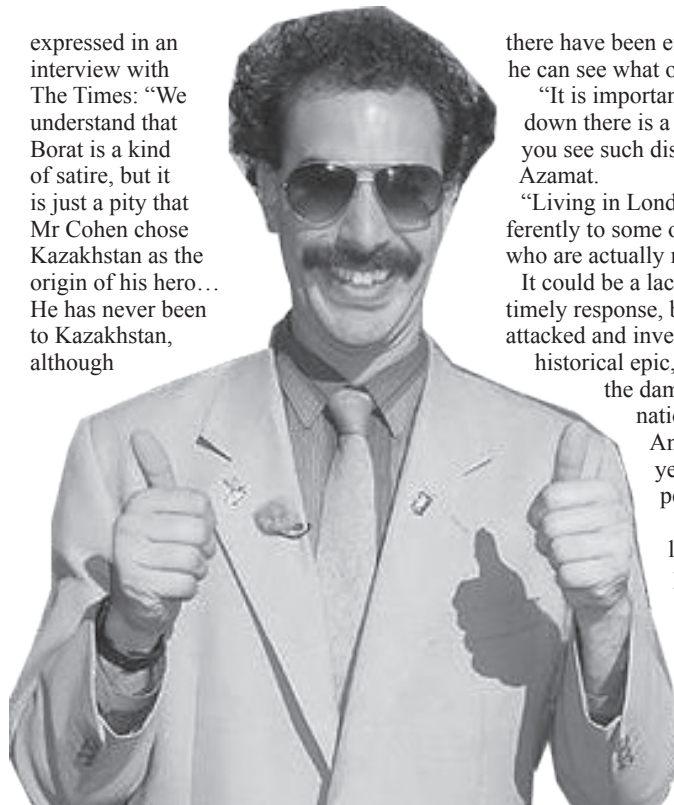 expressed in an
interview with
The Times: “We
understand that
Borat is a kind
of satire, but it
is just a pity that
Mr Cohen chose
Kazakhstan as the
origin of his hero…
He has never been
to Kazakhstan,
although
there have been e
he can see what o
“It is importan
down there is a
you see such dis
Azamat.
“Living in Lond
ferently to some o
who are actually
It could be a lac
timely response, b
attacked and inve
historical epic,
the dam
natio
An
ye
po
l